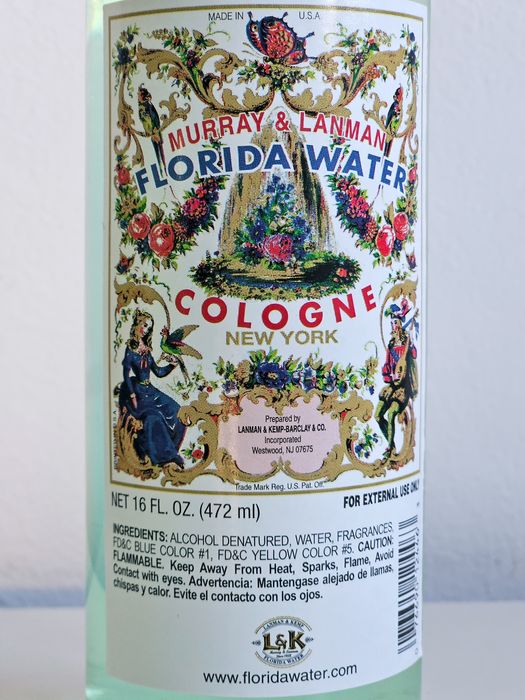 MADE IN U.S.A.
MURRAY & LANMAN
FLORIDA WATER
COLOGNE
NEW YORK
Prepared by
LANMAN & KEMP-BARCLAY & CO.
Incorporated
Westwood, NJ 07675
Trade Mark Reg. U.S. Pat. Off.
NET 16 FL. OZ. (472 ml)
FOR EXTERNAL USE ONLY
INGREDIENTS: ALCOHOL DENATURED, WATER, FRAGRANCES,
FD&C BLUE COLOR #1, FD&C YELLOW COLOR #5. CAUTION:
FLAMMABLE. Keep Away From Heat, Sparks, Flame, Avoid
Contact with eyes. Advertencia: Mantengase alejado de llamas,
chispas y calor. Evite el contacto con los ojos.
LANMAN & KEMP
L&K
FLORIDA WATER
www.floridawater.com